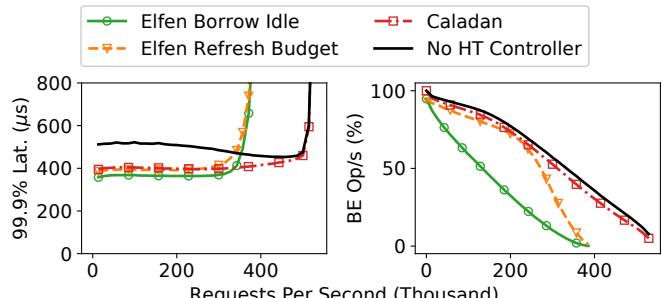 Elfen Borrow Idle
Caladan
Elfen Refresh Budget
No HT Controller
99.9% Lat. (μs)
800
600
400
200
0
0 200 400
BE Op/s (%)
100
50
0
0 200 400
Requests Per Second (Thousand)